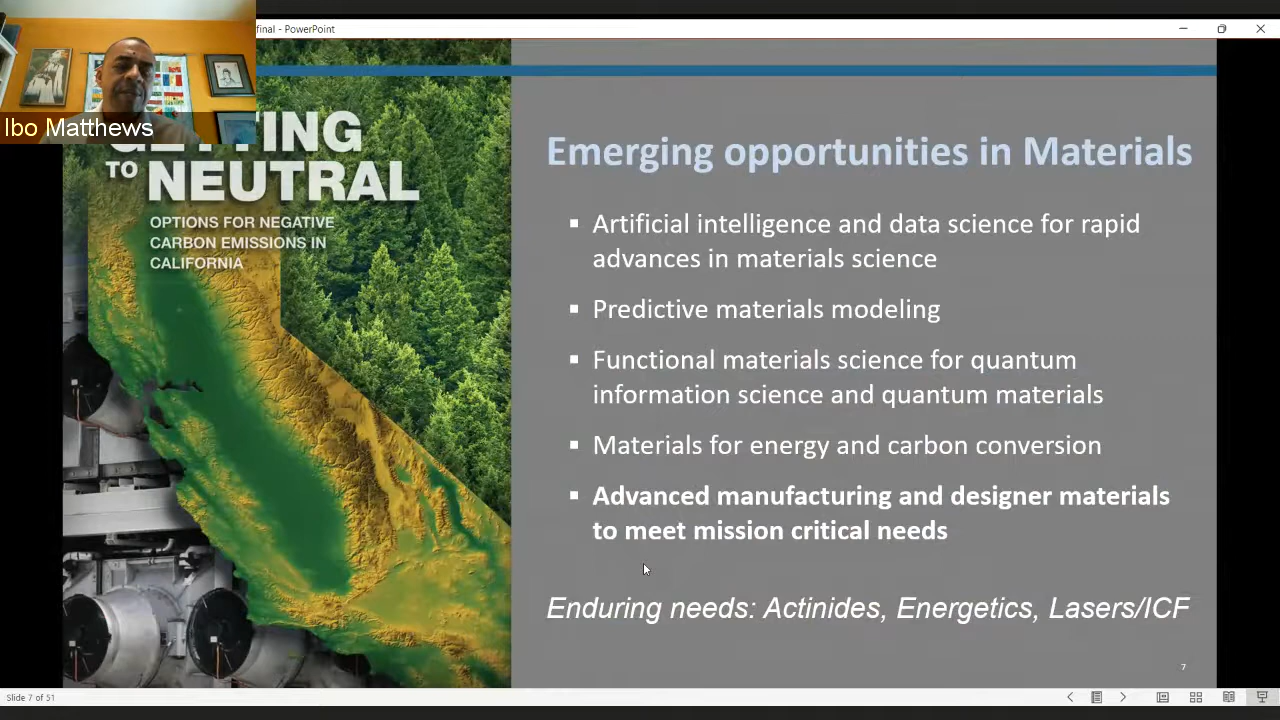 final - PowerPoint
Ibo Matthews
GETTING
TO NEUTRAL
OPTIONS FOR NEGATIVE
CARBON EMISSIONS IN
CALIFORNIA
Emerging opportunities in Materials
▪ Artificial intelligence and data science for rapid
advances in materials science
▪ Predictive materials modeling
▪ Functional materials science for quantum
information science and quantum materials
▪ Materials for energy and carbon conversion
▪ Advanced manufacturing and designer materials
to meet mission critical needs
Enduring needs: Actinides, Energetics, Lasers/ICF
7
Slide 7 of 51